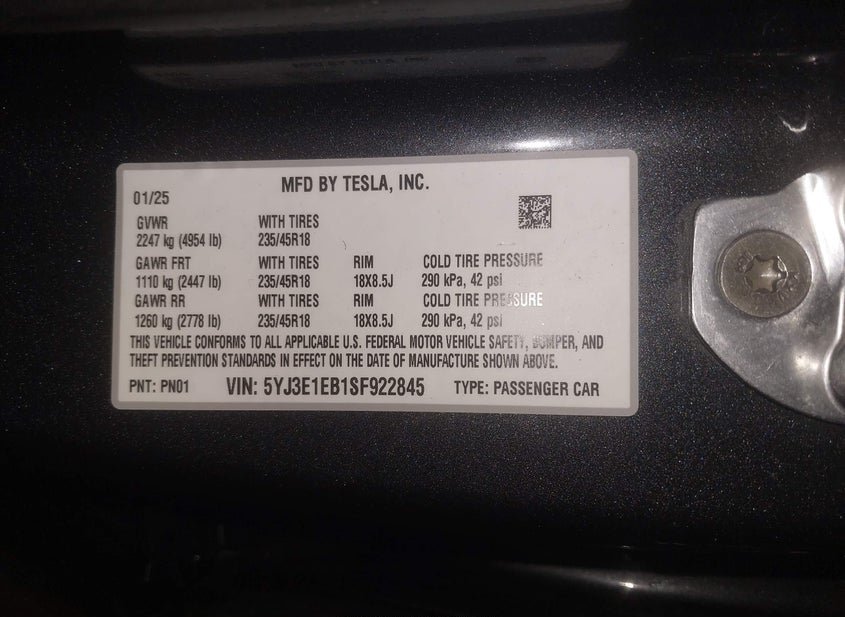 MFD BY TESLA, INC.
01/25
GVWR WITH TIRES
2247 kg (4954 lb) 235/45R18
GAWR FRT WITH TIRES RIM COLD TIRE PRESSURE
1110 kg (2447 lb) 235/45R18 18X8.5J 290 kPa, 42 psi
GAWR RR WITH TIRES RIM COLD TIRE PRESSURE
1260 kg (2778 lb) 235/45R18 18X8.5J 290 kPa, 42 psi
THIS VEHICLE CONFORMS TO ALL APPLICABLE U.S. FEDERAL MOTOR VEHICLE SAFETY, BUMPER, AND
THEFT PREVENTION STANDARDS IN EFFECT ON THE DATE OF MANUFACTURE SHOWN ABOVE.
PNT: PN01 VIN: 5YJ3E1EB1SF922845 TYPE: PASSENGER CAR